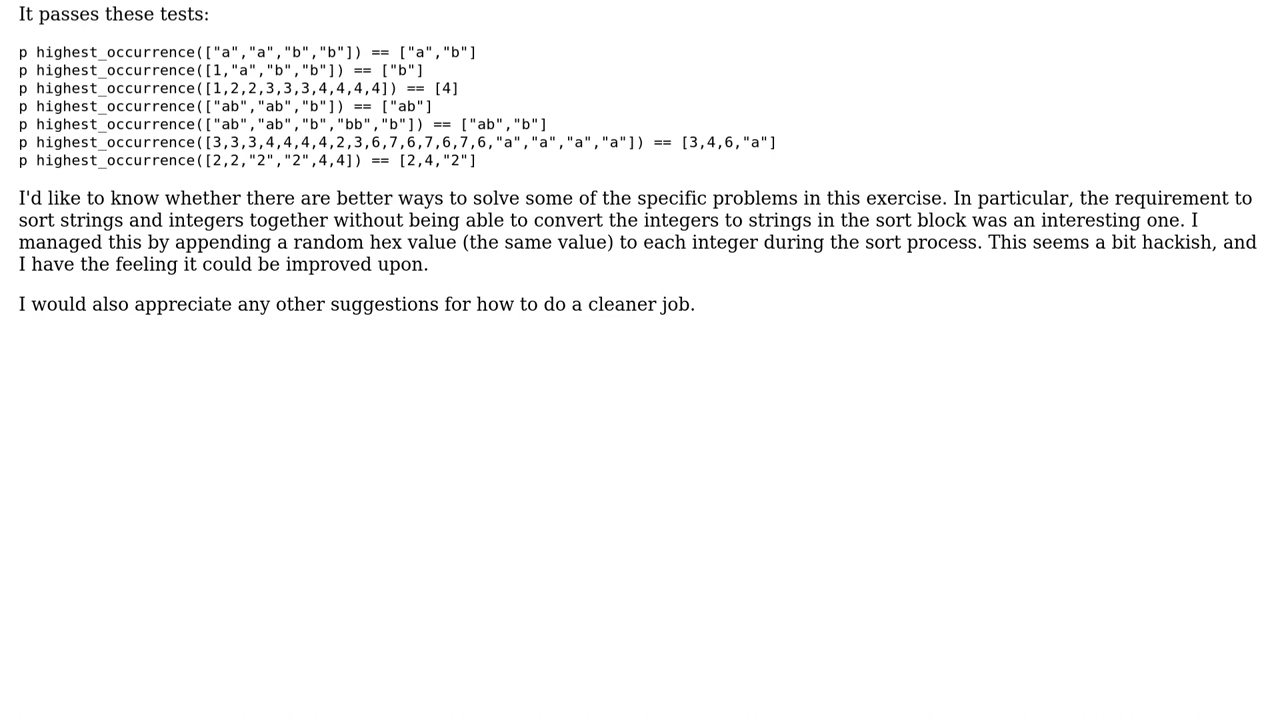 It passes these tests:
p highest_occurrence(["a","a","b","b"]) == ["a","b"]
p highest_occurrence([1,"a","b","b"]) == ["b"]
p highest_occurrence([1,2,2,3,3,3,4,4,4,4]) == [4]
p highest_occurrence(["ab","ab","b"]) == ["ab"]
p highest_occurrence(["ab","ab","b","bb","b"]) == ["ab","b"]
p highest_occurrence([3,3,3,4,4,4,4,2,3,6,7,6,7,6,7,6,"a","a","a","a"]) == [3,4,6,"a"]
p highest_occurrence([2,2,"2","2",4,4]) == [2,4,"2"]
I'd like to know whether there are better ways to solve some of the specific problems in this exercise. In particular, the requirement to
sort strings and integers together without being able to convert the integers to strings in the sort block was an interesting one. I
managed this by appending a random hex value (the same value) to each integer during the sort process. This seems a bit hackish, and
I have the feeling it could be improved upon.
I would also appreciate any other suggestions for how to do a cleaner job.